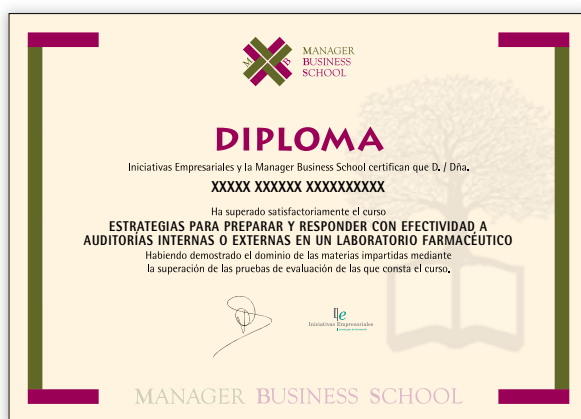 M B
MANAGER
BUSINESS
SCHOOL
DIPLOMA
Iniciativas Empresariales y la Manager Business School certifican que D. / Dña.
XXXXX XXXXXX XXXXXXXXXX
Ha superado satisfactoriamente el curso
ESTRATEGIAS PARA PREPARAR Y RESPONDER CON EFECTIVIDAD A
AUDITORÍAS INTERNAS O EXTERNAS EN UN LABORATORIO FARMACÉUTICO
Habiendo demostrado el dominio de las materias impartidas mediante
la superación de las pruebas de evaluación de las que consta el curso.
Ie
Iniciativas Empresariales
MANAGER BUSINESS SCHOOL